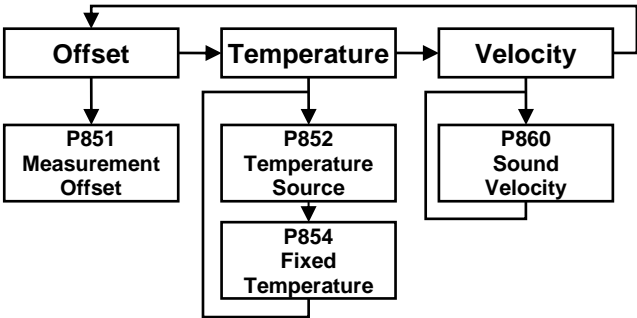 Offset
Temperature
Velocity
P851
Measurement
Offset
P852
Temperature
Source
P860
Sound
Velocity
P854
Fixed
Temperature